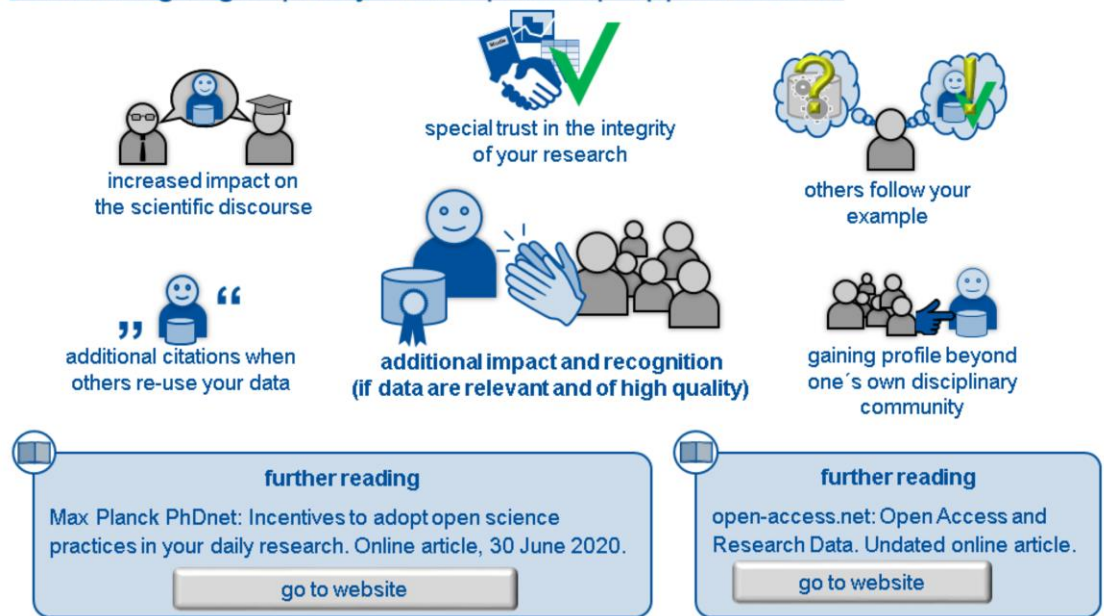 special trust in the integrity
of your research
increased impact on
the scientific discourse
others follow your
example
additional citations when
others re-use your data
additional impact and recognition
(if data are relevant and of high quality)
gaining profile beyond
one´s own disciplinary
community
further reading
Max Planck PhDnet: Incentives to adopt open science
practices in your daily research. Online article, 30 June 2020.
go to website
further reading
open-access.net: Open Access and
Research Data. Undated online article.
go to website